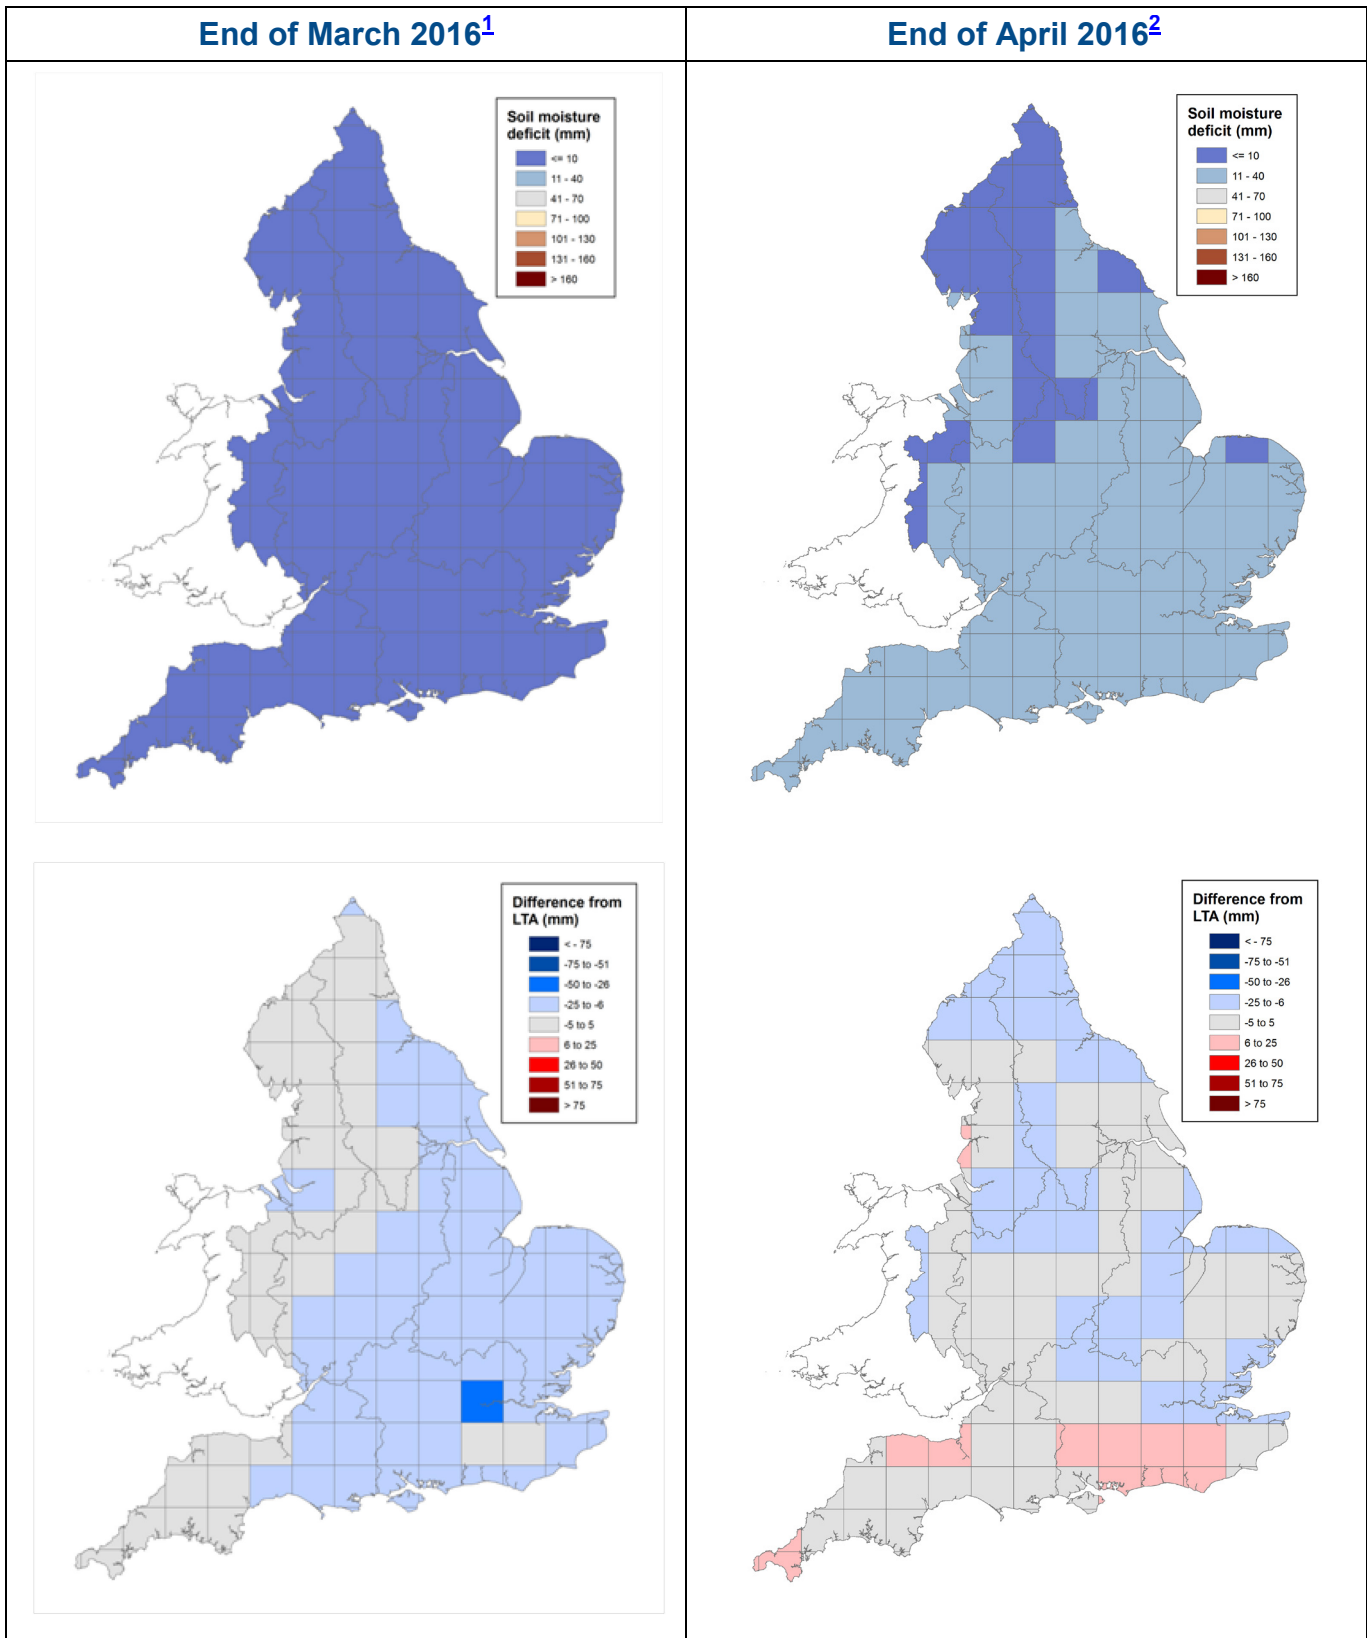 End of March 2016¹
End of April 2016²
Soil moisture
deficit (mm)
<= 10
11 - 40
41 - 70
71 - 100
101 - 130
131 - 160
> 160
Soil moisture
deficit (mm)
<= 10
11 - 40
41 - 70
71 - 100
101 - 130
131 - 160
> 160
Difference from
LTA (mm)
< - 75
-75 to -51
-50 to -26
-25 to -6
-5 to 5
6 to 25
26 to 50
51 to 75
> 75
Difference from
LTA (mm)
< - 75
-75 to -51
-50 to -26
-25 to -6
-5 to 5
6 to 25
26 to 50
51 to 75
> 75